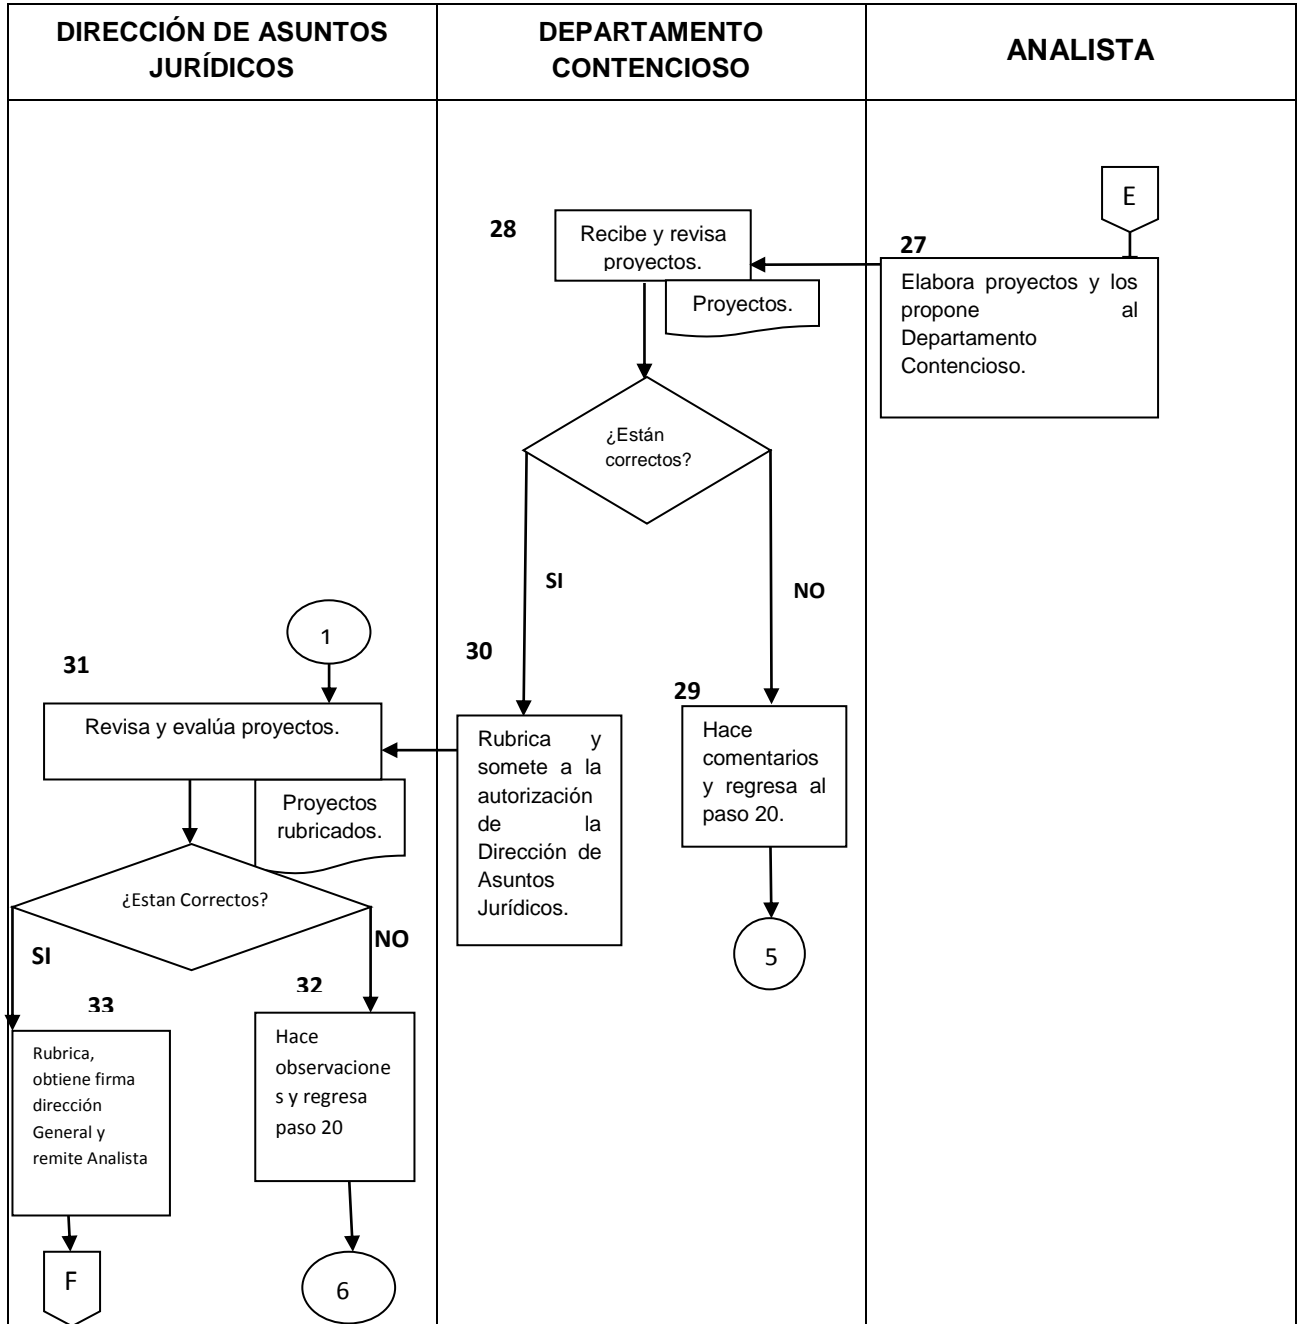 DIRECCIÓN DE ASUNTOS
JURÍDICOS
DEPARTAMENTO
CONTENCIOSO
ANALISTA
E
28
Recibe y revisa
proyectos.
Proyectos.
27
Elabora proyectos y los
propone al
Departamento
Contencioso.
¿Están
correctos?
SI
NO
1
31
Revisa y evalúa proyectos.
Proyectos
rubricados.
30
Rubrica y
somete a la
autorización
de la
Dirección de
Asuntos
Jurídicos.
29
Hace
comentarios
y regresa al
paso 20.
5
¿Estan Correctos?
SI
NO
33
Rubrica,
obtiene firma
dirección
General y
remite Analista
32
Hace
observacione
s y regresa
paso 20
F
6